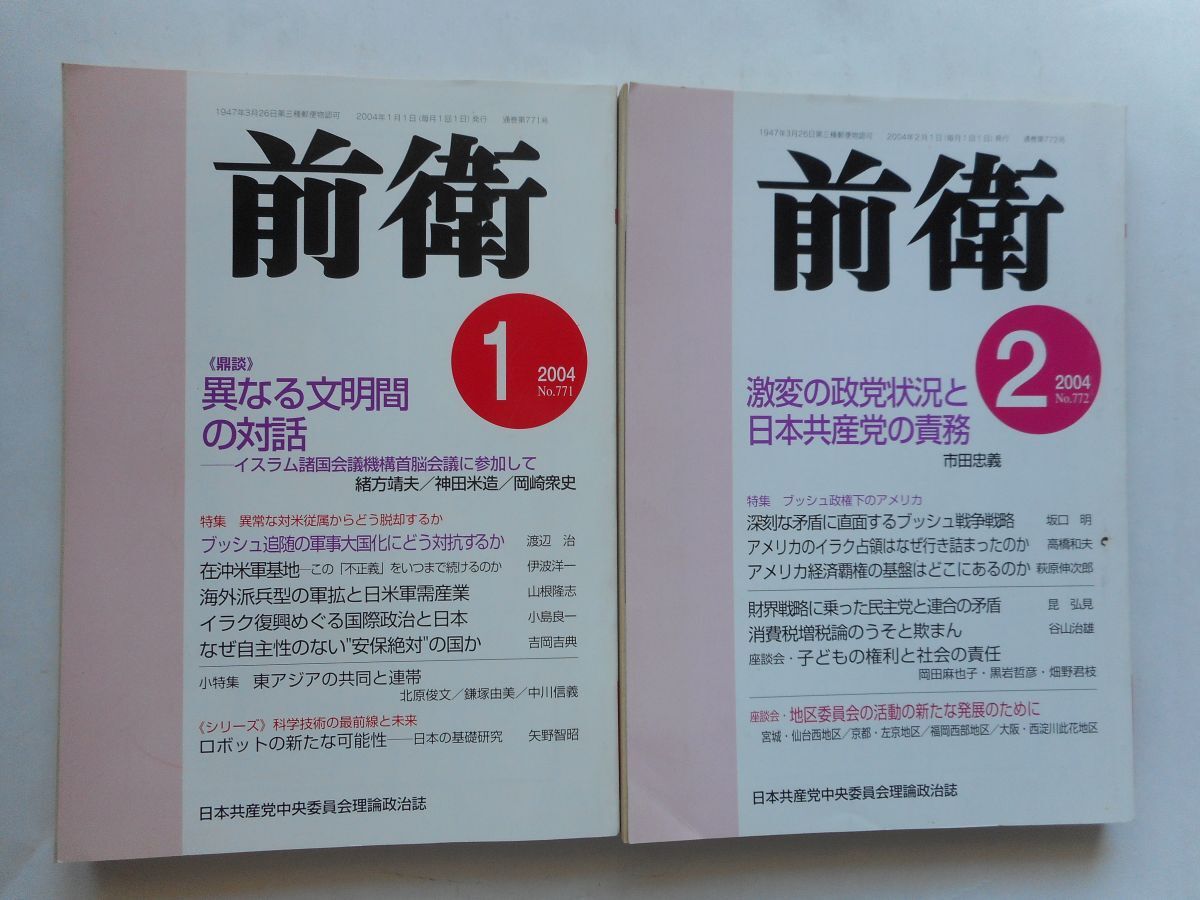 1947年3月26日第三種郵便物認可 2004年1月1日(毎月1回1日)発行 通巻第771号
前衛
1
2004
No.771
《鼎談》
異なる文明間
の対話
──イスラム諸国会議機構首脳会議に参加して
緒方靖夫/神田米造/岡崎衆史
特集 異常な対米従属からどう脱却するか
ブッシュ追随の軍事大国化にどう対抗するか 渡辺 治
在沖米軍基地─この「不正義」をいつまで続けるのか 伊波洋一
海外派兵型の軍拡と日米軍需産業 山根隆志
イラク復興めぐる国際政治と日本 小島良一
なぜ自主性のない"安保絶対"の国か 吉岡吉典
小特集 東アジアの共同と連帯
北原俊文/鎌塚由美/中川信義
《シリーズ》科学技術の最前線と未来
ロボットの新たな可能性──日本の基礎研究 矢野智昭
日本共産党中央委員会理論政治誌
1947年3月26日第三種郵便物認可 2004年2月1日(毎月1回1日)発行 通巻第772号
前衛
2
2004
No.772
激変の政党状況と
日本共産党の責務
市田忠義
特集 ブッシュ政権下のアメリカ
深刻な矛盾に直面するブッシュ戦争戦略 坂口 明
アメリカのイラク占領はなぜ行き詰まったのか 高橋和夫
アメリカ経済覇権の基盤はどこにあるのか 萩原伸次郎
財界戦略に乗った民主党と連合の矛盾 昆 弘見
消費税増税論のうそと欺まん 谷山治雄
座談会・子どもの権利と社会の責任
岡田麻也子・黒岩哲彦・畑野君枝
座談会・地区委員会の活動の新たな発展のために
宮城・仙台西地区/京都・左京地区/福岡西部地区/大阪・西淀川此花地区
日本共産党中央委員会理論政治誌